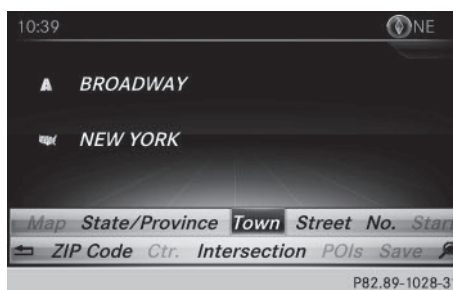 10:39 NE
BROADWAY
NEW YORK
Map State/Province Town Street No. Start
ZIP Code Ctr. Intersection POIs Save
P82.89-1028-31